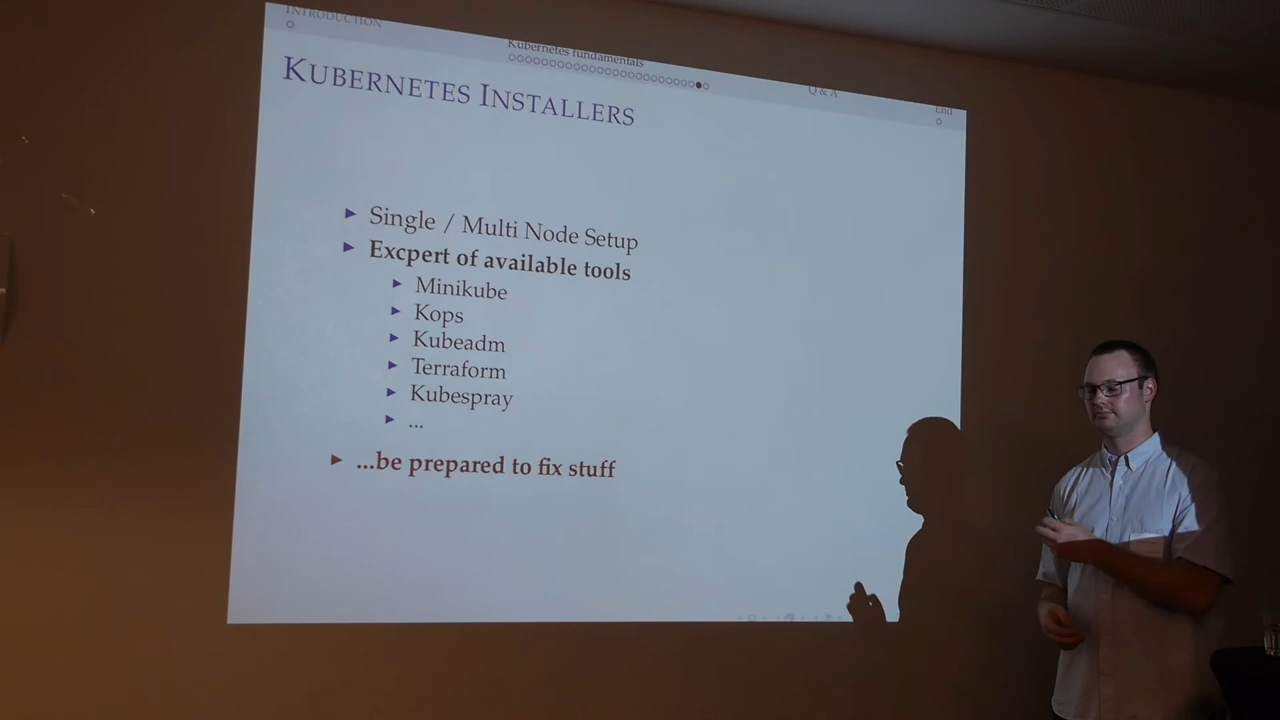 INTRODUCTION
Kubernetes fundamentals
Q & A
End
KUBERNETES INSTALLERS
Single / Multi Node Setup
Excpert of available tools
Minikube
Kops
Kubeadm
Terraform
Kubespray
...
...be prepared to fix stuff